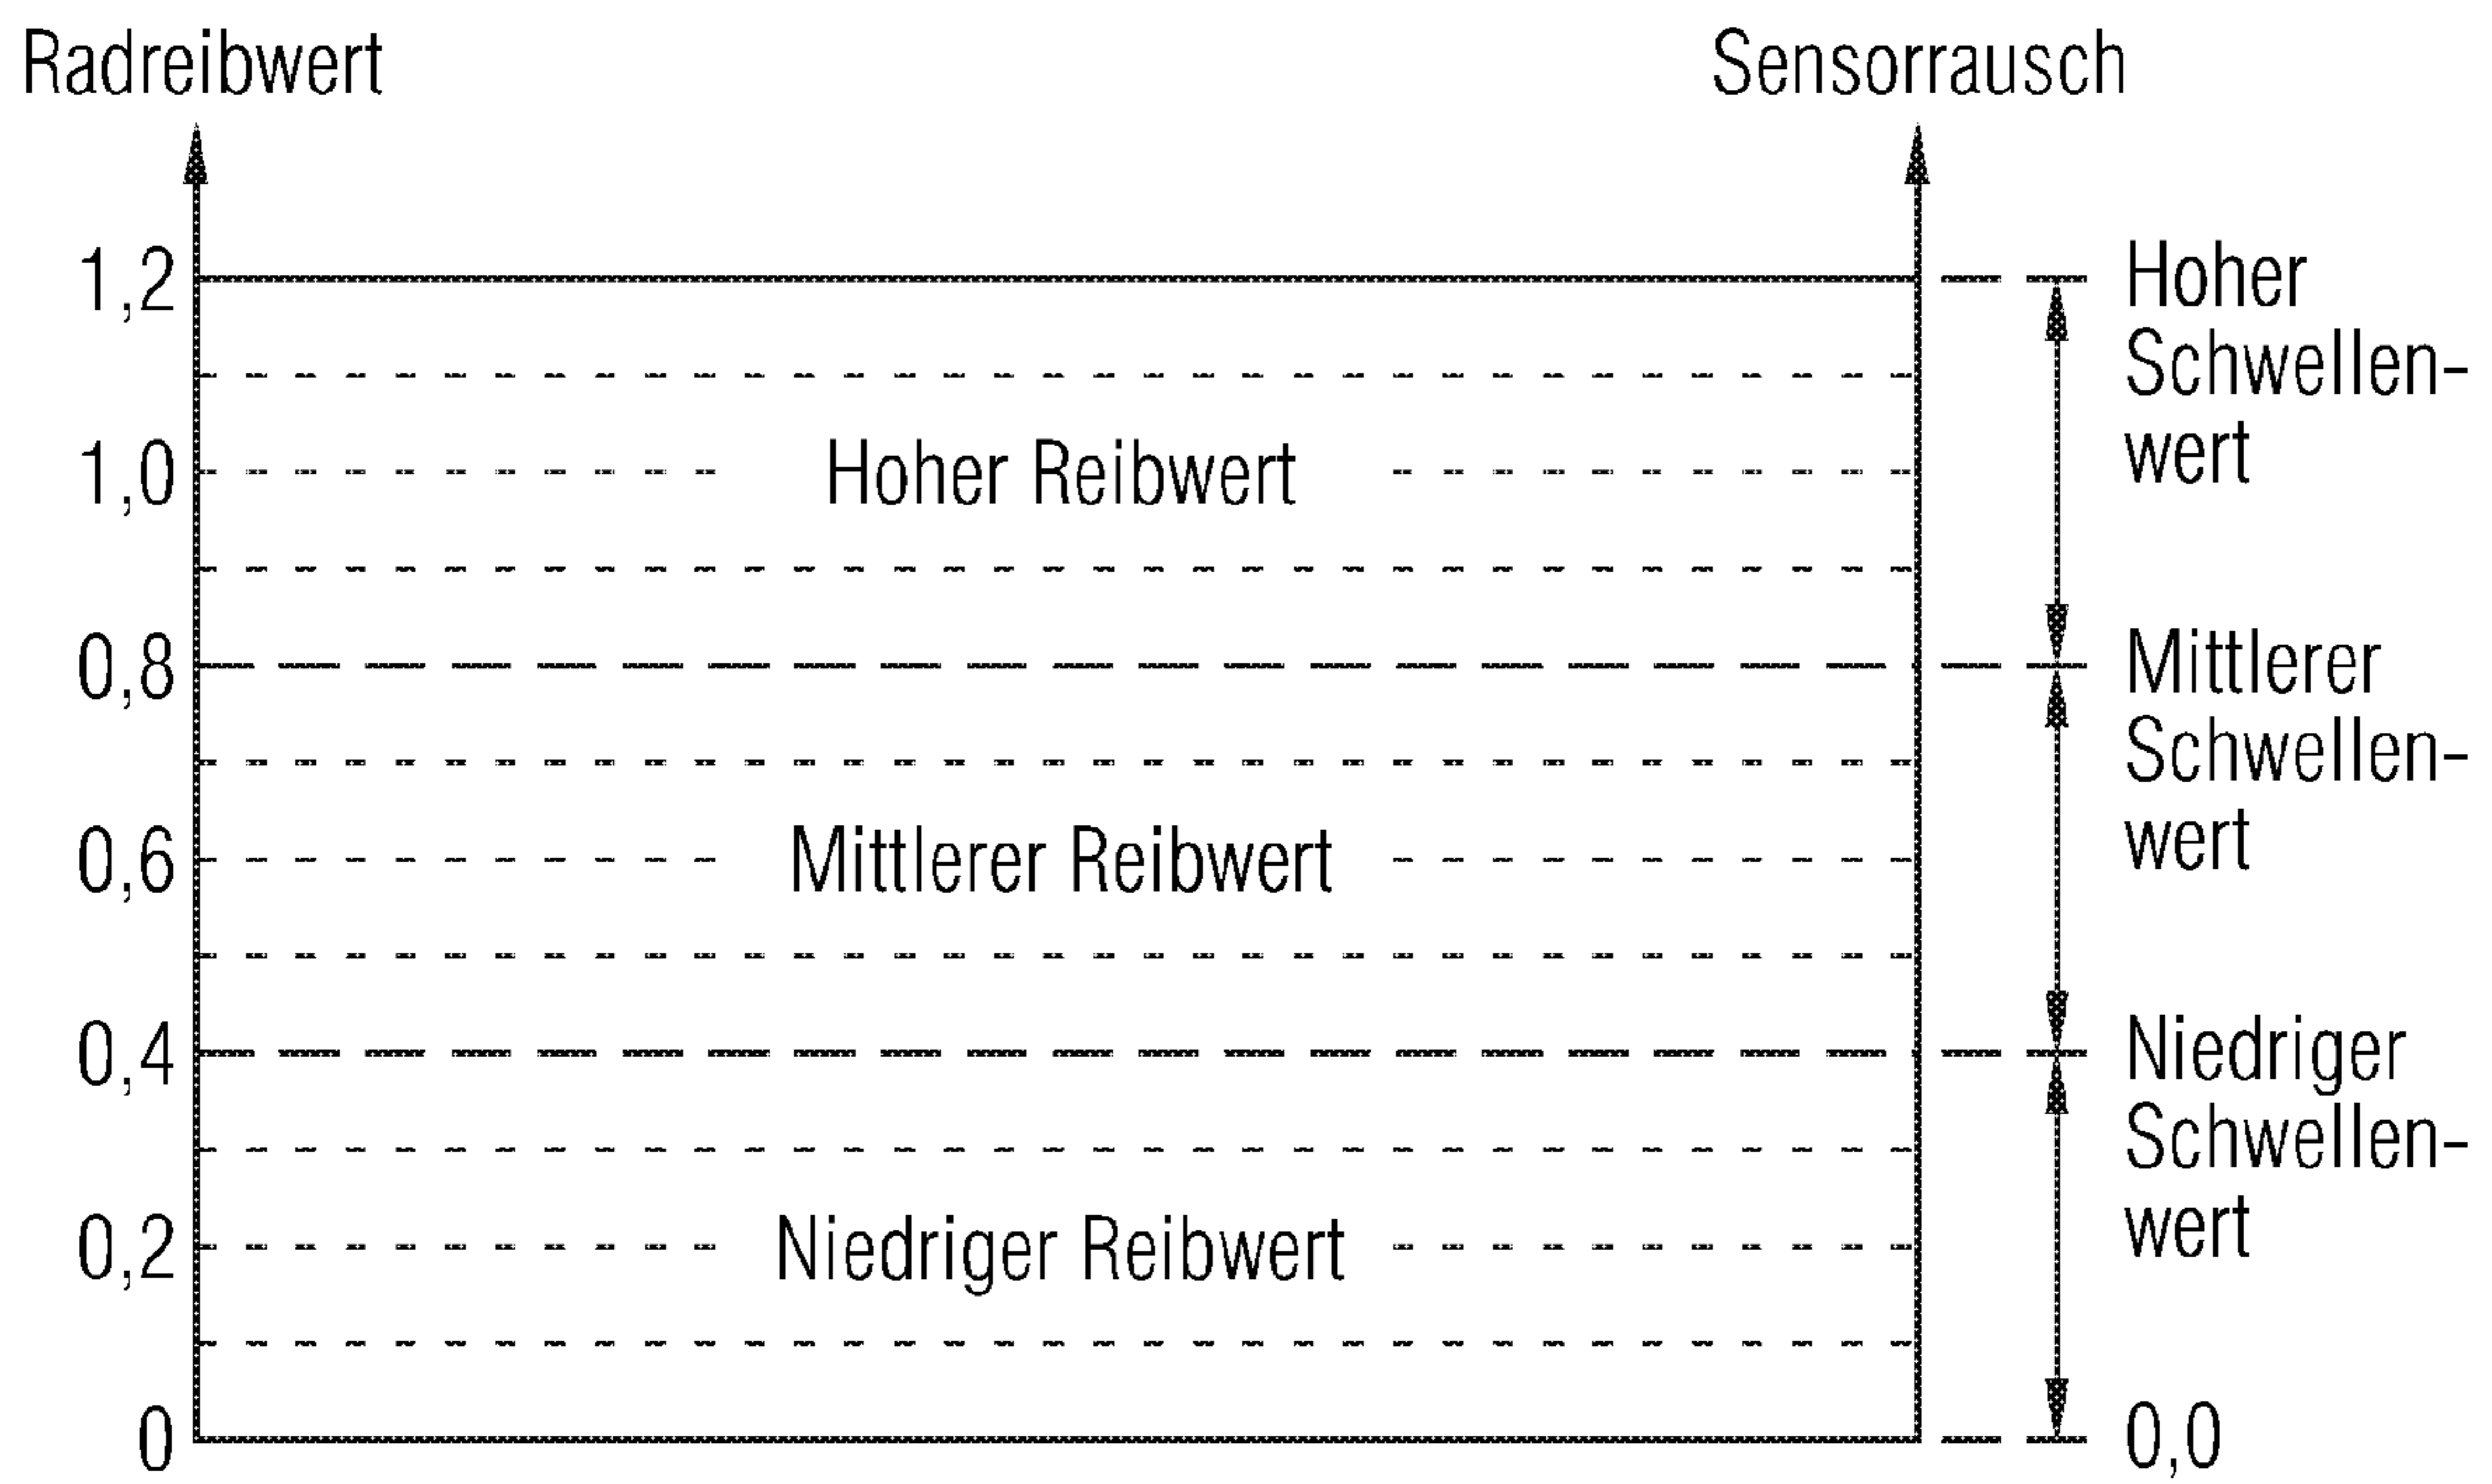 Radreibwert
Sensorrausch
1,2
Hoher
Schwellen-
wert
1,0
Hoher Reibwert
0,8
Mittlerer
Schwellen-
wert
0,6
Mittlerer Reibwert
0,4
Niedriger
Schwellen-
wert
0,2
Niedriger Reibwert
0
0,0